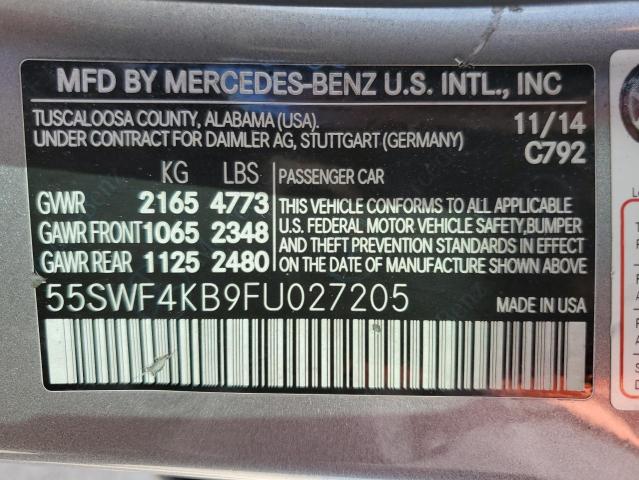 MFD BY MERCEDES-BENZ U.S. INTL., INC
TUSCALOOSA COUNTY, ALABAMA (USA). 11/14
UNDER CONTRACT FOR DAIMLER AG, STUTTGART (GERMANY) C792
KG LBS PASSENGER CAR
GVWR 2165 4773
GAWR FRONT 1065 2348
GAWR REAR 1125 2480
THIS VEHICLE CONFORMS TO ALL APPLICABLE
U.S. FEDERAL MOTOR VEHICLE SAFETY,BUMPER
AND THEFT PREVENTION STANDARDS IN EFFECT
ON THE DATE OF MANUFACTURE SHOWN ABOVE.
55SWF4KB9FU027205 MADE IN USA